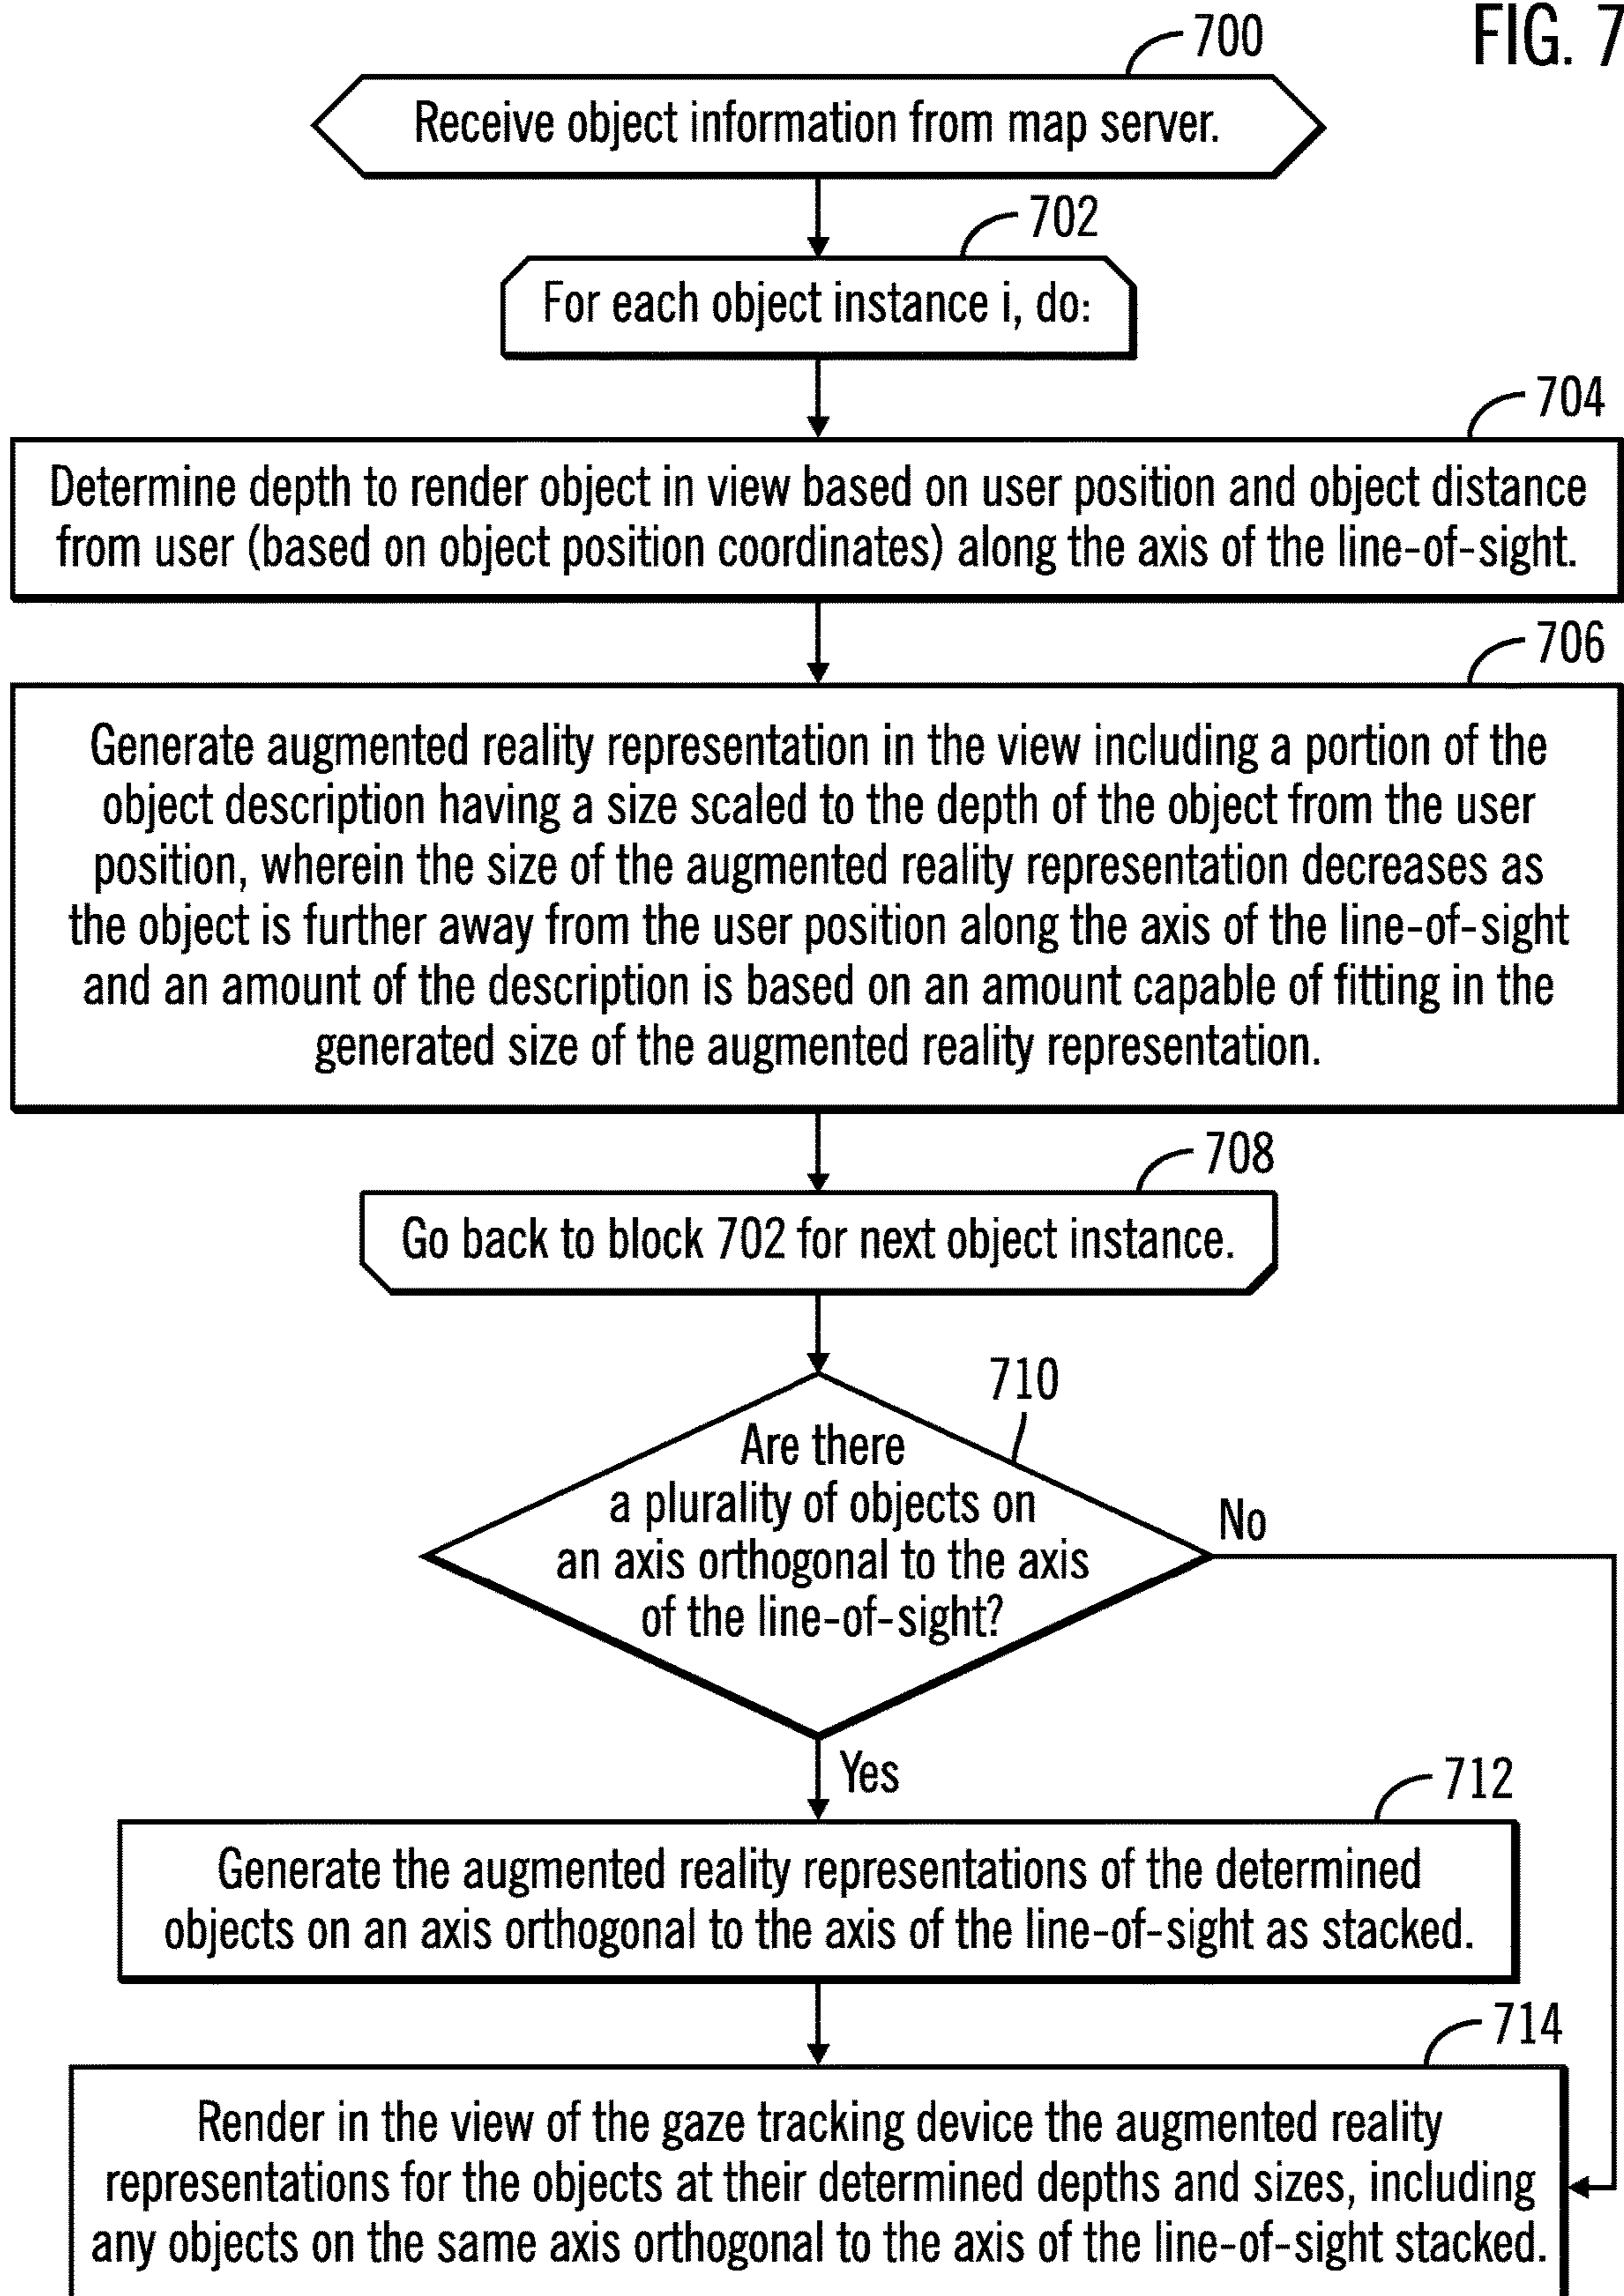 FIG. 7
700
Receive object information from map server.
702
For each object instance i, do:
704
Determine depth to render object in view based on user position and object distance
from user (based on object position coordinates) along the axis of the line-of-sight.
706
Generate augmented reality representation in the view including a portion of the
object description having a size scaled to the depth of the object from the user
position, wherein the size of the augmented reality representation decreases as
the object is further away from the user position along the axis of the line-of-sight
and an amount of the description is based on an amount capable of fitting in the
generated size of the augmented reality representation.
708
Go back to block 702 for next object instance.
710
Are there
a plurality of objects on
an axis orthogonal to the axis
of the line-of-sight?
No
Yes
712
Generate the augmented reality representations of the determined
objects on an axis orthogonal to the axis of the line-of-sight as stacked.
714
Render in the view of the gaze tracking device the augmented reality
representations for the objects at their determined depths and sizes, including
any objects on the same axis orthogonal to the axis of the line-of-sight stacked.